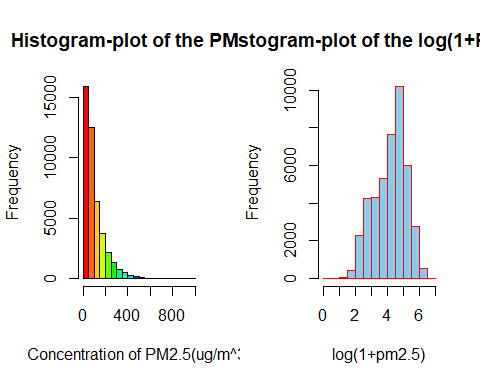 Histogram-plot of the PMstogram-plot of the log(1+F
Frequency
15000
5000
0
0 400 800
Concentration of PM2.5(ug/m^3
Frequency
10000
6000
2000
0
0 2 4 6
log(1+pm2.5)